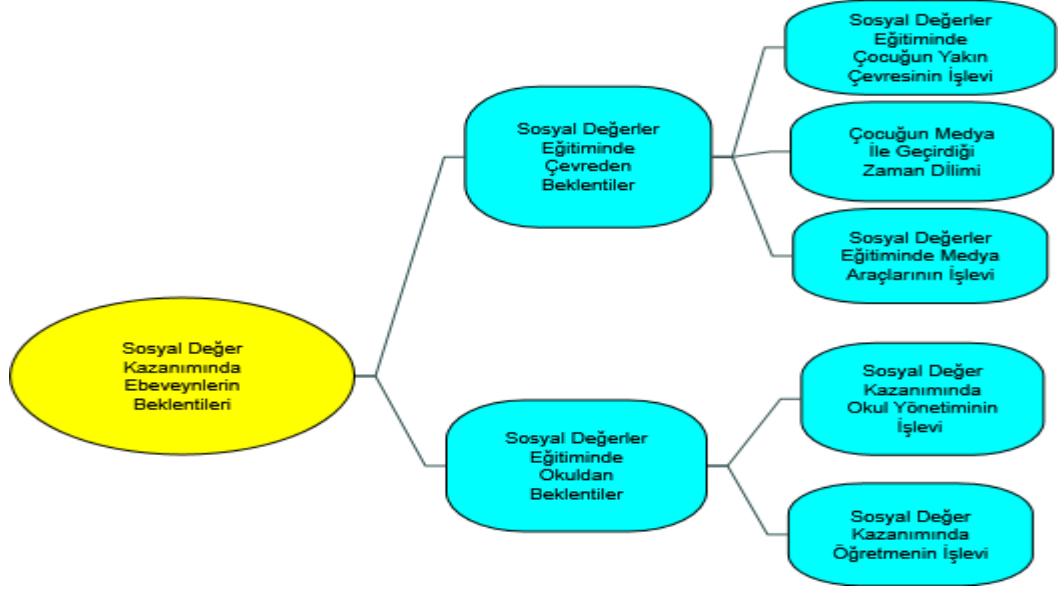 Sosyal Değer
Kazanımında
Ebeveynlerin
Beklentileri
Sosyal Değerler
Eğitiminde
Çevreden
Beklentiler
Sosyal Değerler
Eğitiminde
Çocuğun Yakın
Çevresinin İşlevi
Çocuğun Medya
İle Geçirdiği
Zaman Dİlimi
Sosyal Değerler
Eğitiminde Medya
Araçlarının İşlevi
Sosyal Değerler
Eğitiminde
Okuldan
Beklentiler
Sosyal Değer
Kazanımında
Okul Yönetiminin
İşlevi
Sosyal Değer
Kazanımında
Öğretmenin İşlevi